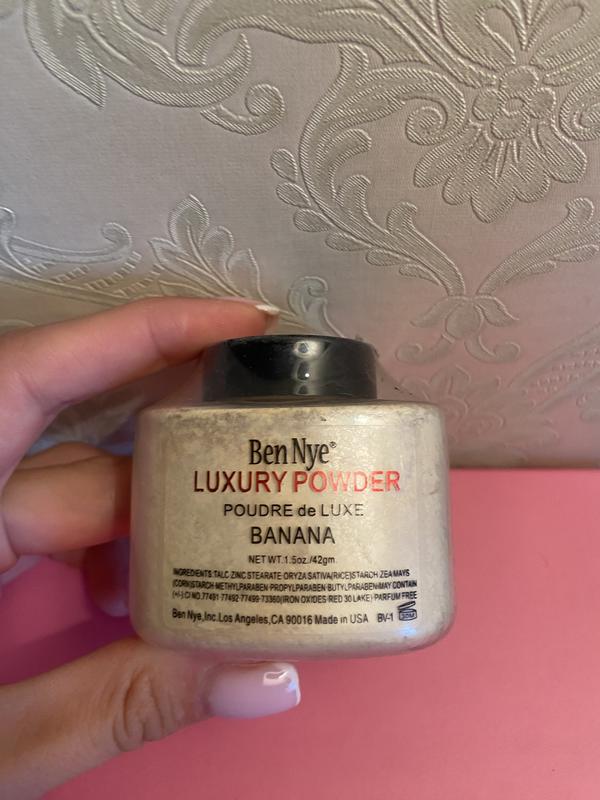 Ben Nye®
LUXURY POWDER
POUDRE de LUXE
BANANA
NET WT.1.5oz./42gm.
INGREDIENTS:TALC·ZINC STEARATE·ORYZA SATIVA(RICE)STARCH·ZEA MAYS
(CORN)STARCH·METHYLPARABEN·PROPYLPARABEN·BUTYLPARABEN·MAY CONTAIN
(+/-):CI NO.77491·77492·77499·73360(IRON OXIDES·RED 30 LAKE)·PARFUM FREE
Ben Nye,Inc.Los Angeles,CA 90016 Made in USA BV-1